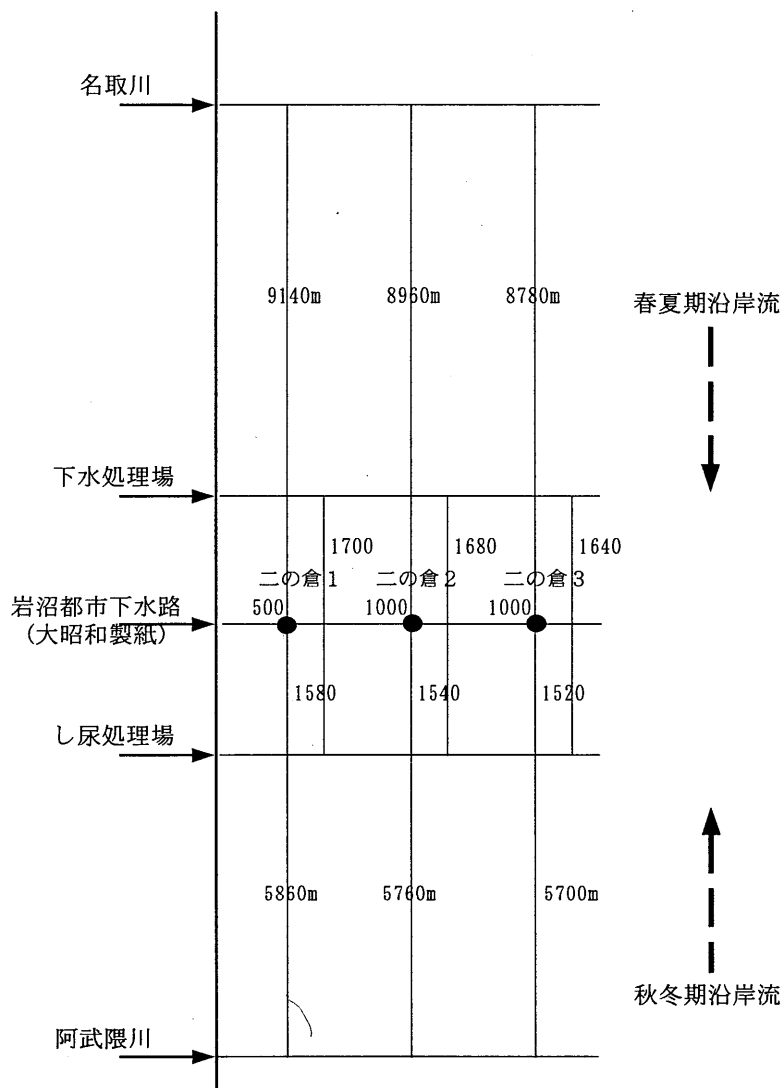 名取川
9140m 8960m 8780m
春夏期沿岸流
下水処理場
1700 1680 1640
二の倉1 二の倉2 二の倉3
岩沼都市下水路 500 1000 1000
(大昭和製紙)
1580 1540 1520
し尿処理場
5860m 5760m 5700m
秋冬期沿岸流
阿武隈川